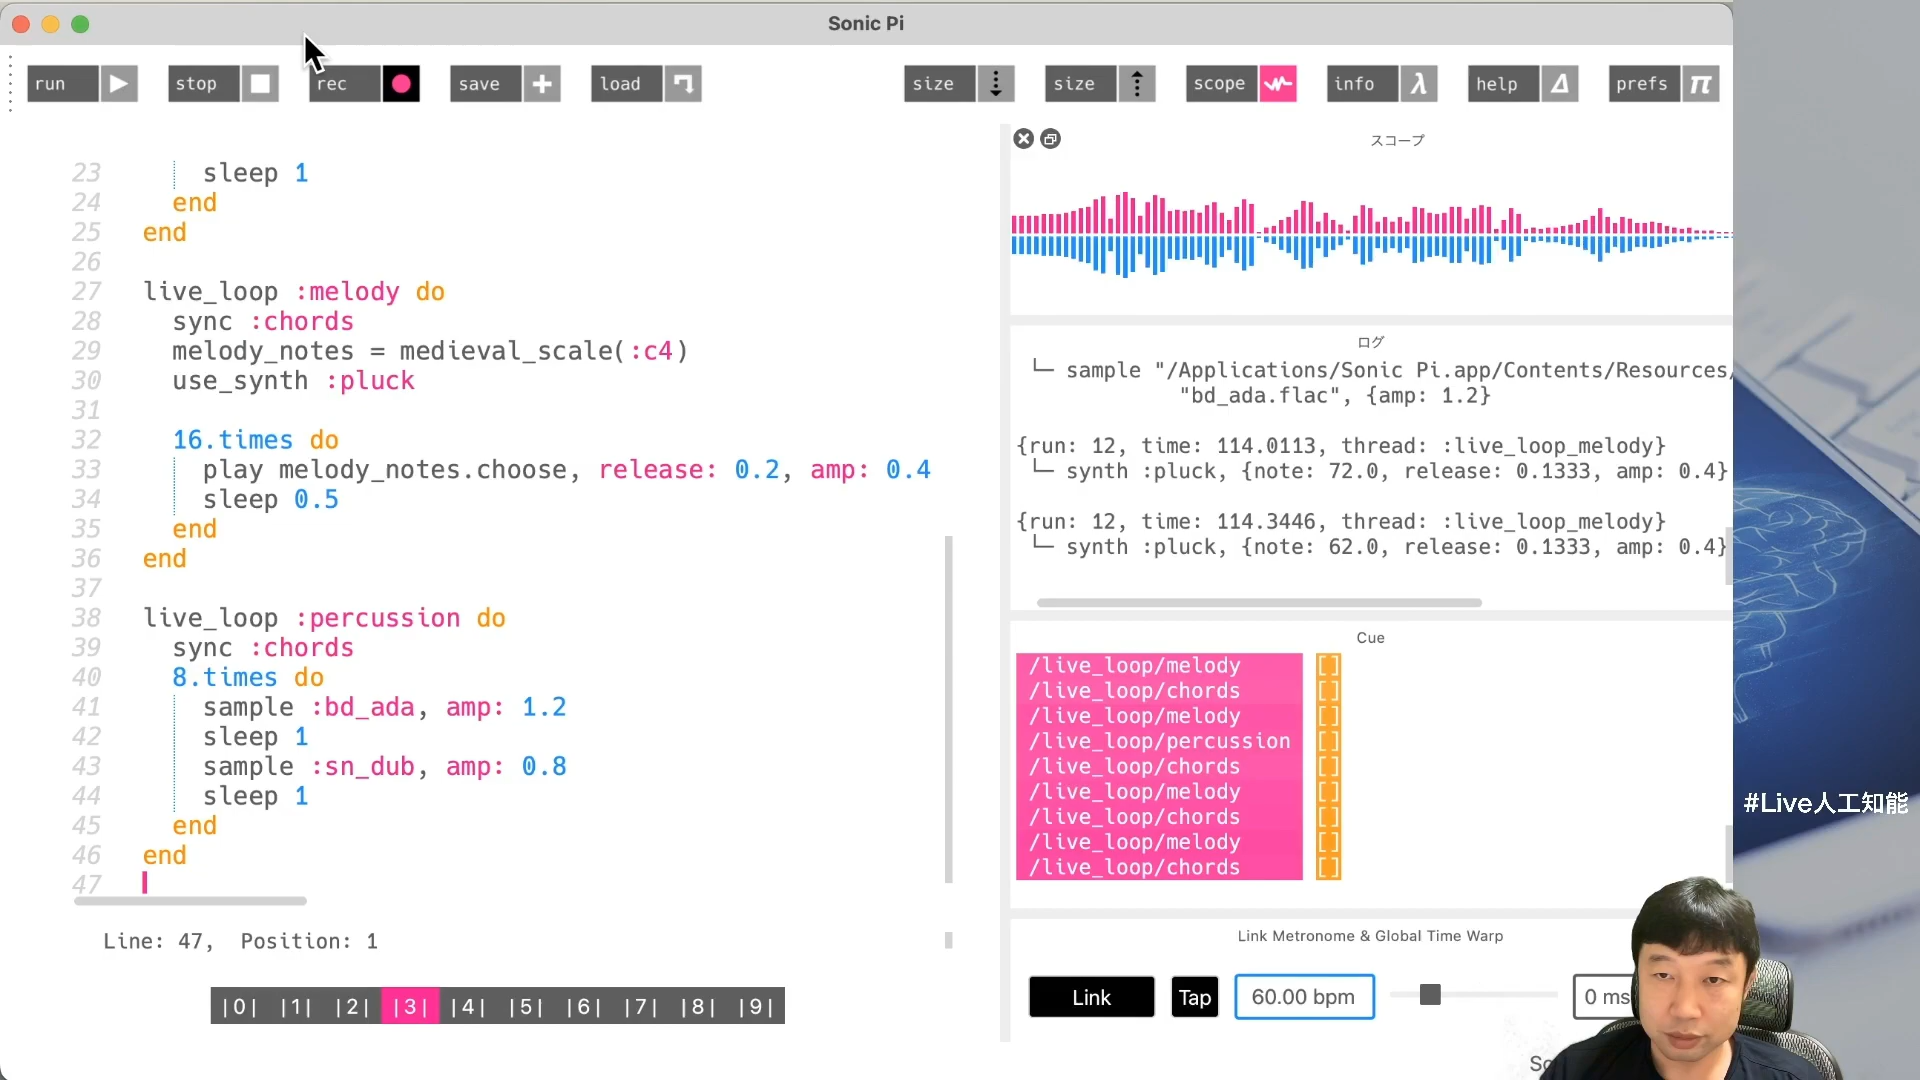 Sonic Pi
run
stop
rec
save
load
size
size
scope
info
help
prefs
23 sleep 1
24 end
25 end
26
27 live_loop :melody do
28 sync :chords
29 melody_notes = medieval_scale(:c4)
30 use_synth :pluck
31
32 16.times do
33 play melody_notes.choose, release: 0.2, amp: 0.4
34 sleep 0.5
35 end
36 end
37
38 live_loop :percussion do
39 sync :chords
40 8.times do
41 sample :bd_ada, amp: 1.2
42 sleep 1
43 sample :sn_dub, amp: 0.8
44 sleep 1
45 end
46 end
47
Line: 47, Position: 1
|0| |1| |2| |3| |4| |5| |6| |7| |8| |9|
スコープ
ログ
└─ sample "/Applications/Sonic Pi.app/Contents/Resources/
"bd_ada.flac", {amp: 1.2}
{run: 12, time: 114.0113, thread: :live_loop_melody}
└─ synth :pluck, {note: 72.0, release: 0.1333, amp: 0.4}
{run: 12, time: 114.3446, thread: :live_loop_melody}
└─ synth :pluck, {note: 62.0, release: 0.1333, amp: 0.4}
Cue
/live_loop/melody []
/live_loop/chords []
/live_loop/melody []
/live_loop/percussion []
/live_loop/chords []
/live_loop/melody []
/live_loop/chords []
/live_loop/melody []
/live_loop/chords []
Link Metronome & Global Time Warp
Link
Tap
60.00 bpm
0 ms
#Live人工知能